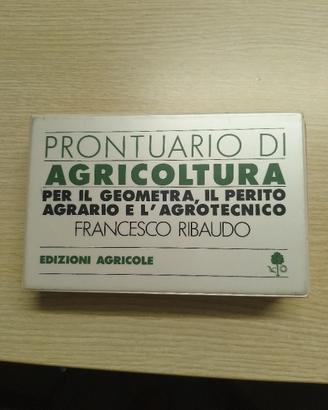 PRONTUARIO DI
AGRICOLTURA
PER IL GEOMETRA, IL PERITO
AGRARIO E L'AGROTECNICO
FRANCESCO RIBAUDO
EDIZIONI AGRICOLE